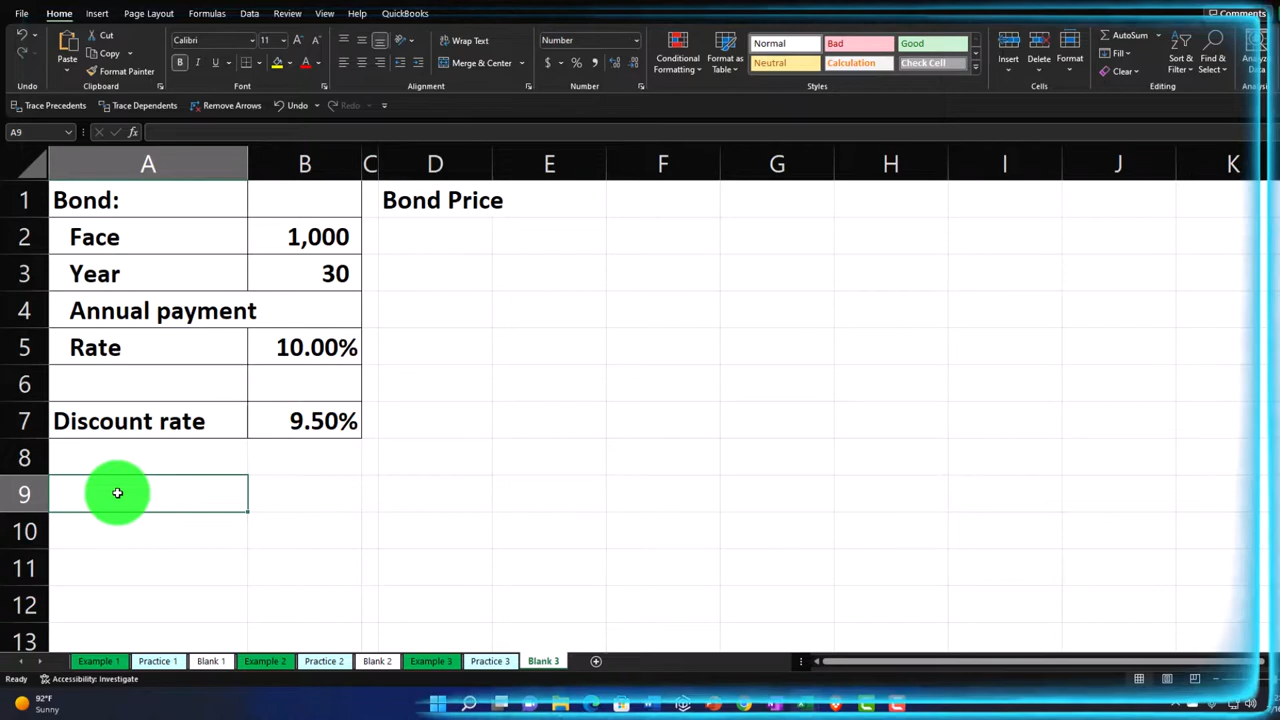 File Home Insert Page Layout Formulas Data Review View Help QuickBooks Comments
Cut
Calibri 11 Wrap Text Number Normal Bad Good AutoSum
Copy
Paste Format Painter Merge & Center Conditional Formatting Format as Table Neutral Calculation Check Cell Insert Delete Format Fill Clear Sort & Filter Find & Select
Undo Clipboard Font Alignment Number Styles Cells Editing
Trace Precedents Trace Dependents Remove Arrows Undo Redo
A9 fx
A B C D E F G H I J K
1 Bond: Bond Price
2 Face 1,000
3 Year 30
4 Annual payment
5 Rate 10.00%
6
7 Discount rate 9.50%
8
9
10
11
12
13
Example 1 Practice 1 Blank 1 Example 2 Practice 2 Blank 2 Example 3 Practice 3 Blank 3
Ready Accessibility: Investigate
92°F
Sunny